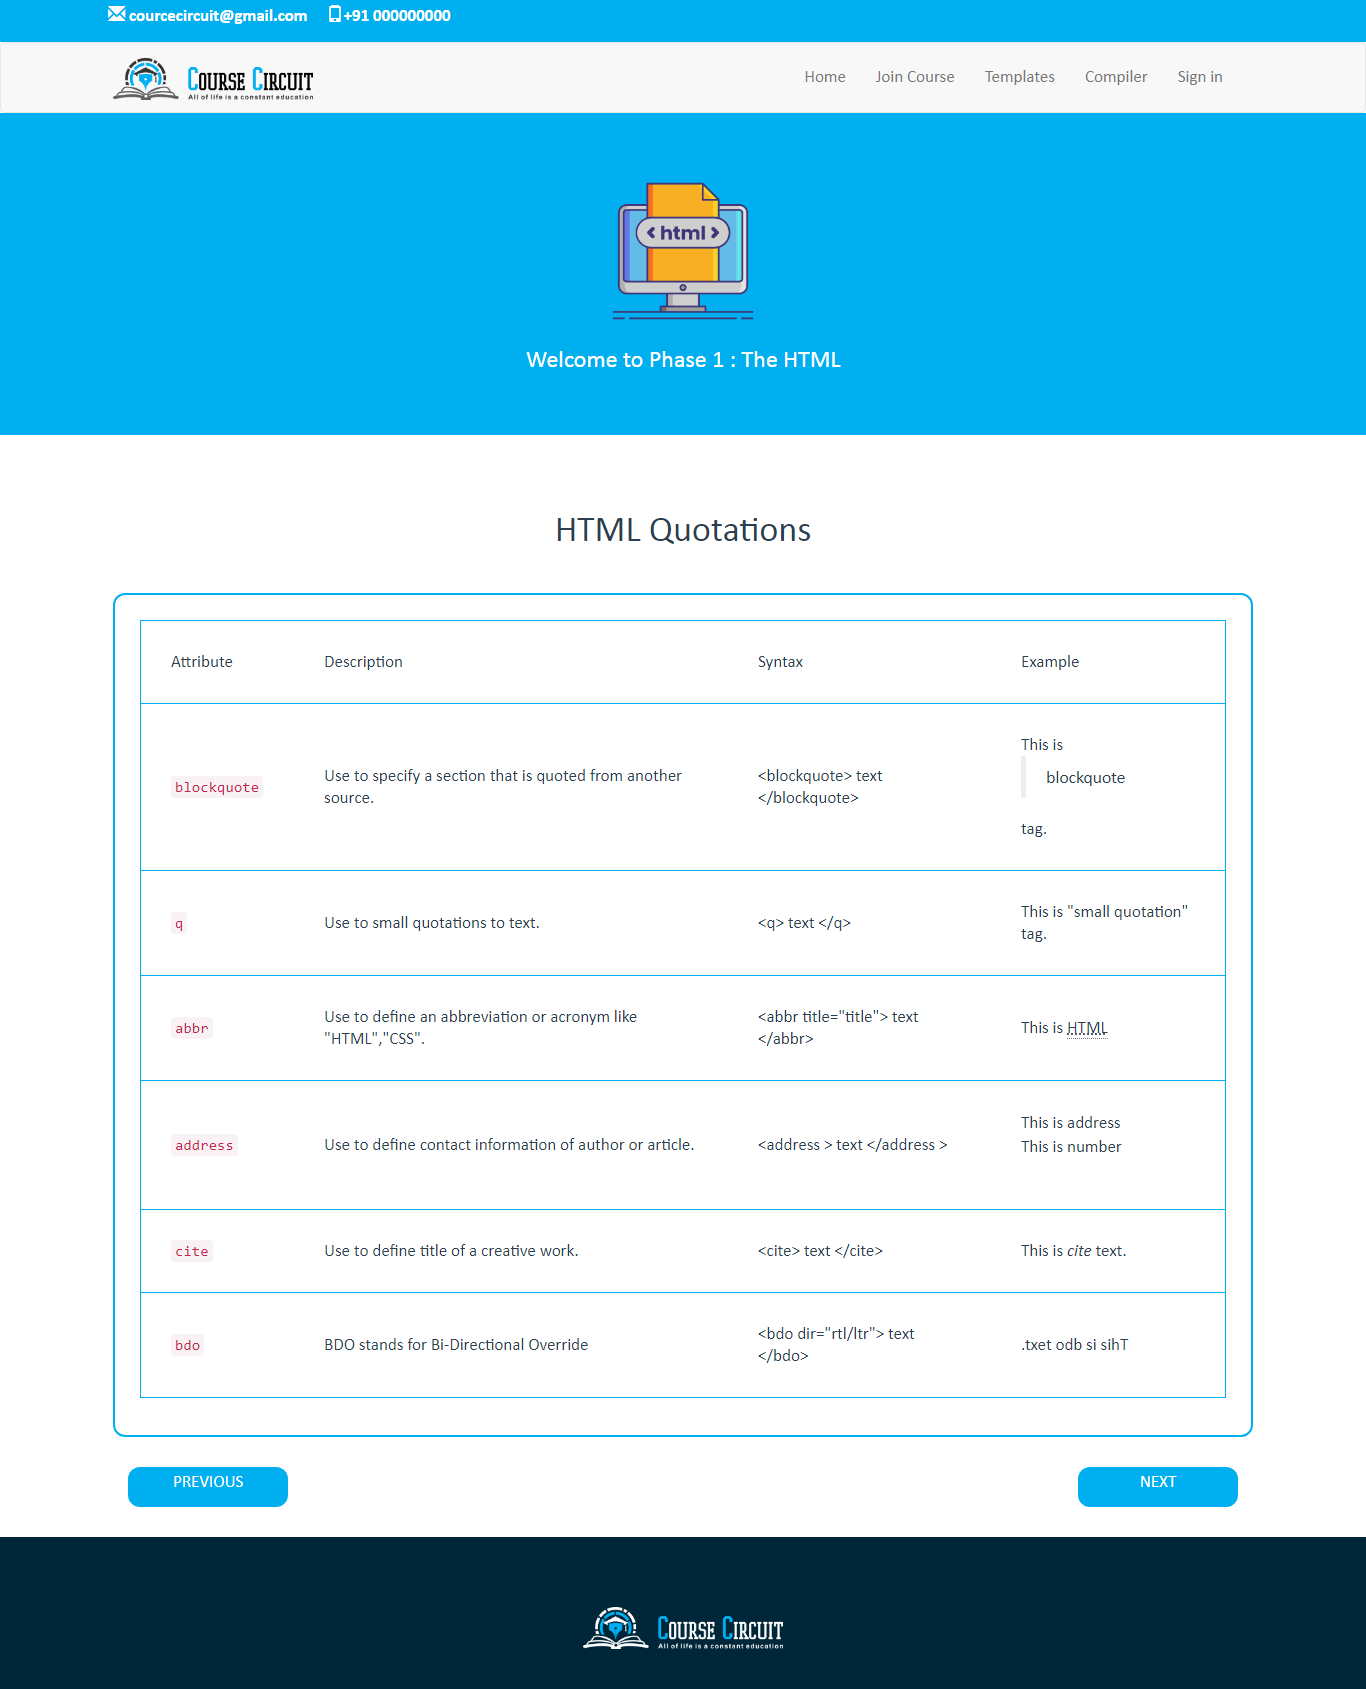 courcecircuit@gmail.com +91 000000000
COURSE CIRCUIT
All of life is a constant education
Home Join Course Templates Compiler Sign in
< html >
Welcome to Phase 1 : The HTML
HTML Quotations
Attribute Description Syntax Example
blockquote
Use to specify a section that is quoted from another
source.
<blockquote> text
</blockquote>
This is
blockquote
tag.
q
Use to small quotations to text.
<q> text </q>
This is "small quotation"
tag.
abbr
Use to define an abbreviation or acronym like
"HTML","CSS".
<abbr title="title"> text
</abbr>
This is HTML
address
Use to define contact information of author or article.
<address > text </address >
This is address
This is number
cite
Use to define title of a creative work.
<cite> text </cite>
This is cite text.
bdo
BDO stands for Bi-Directional Override
<bdo dir="rtl/ltr"> text
</bdo>
.txet odb si sihT
PREVIOUS NEXT
COURSE CIRCUIT
All of life is a constant education